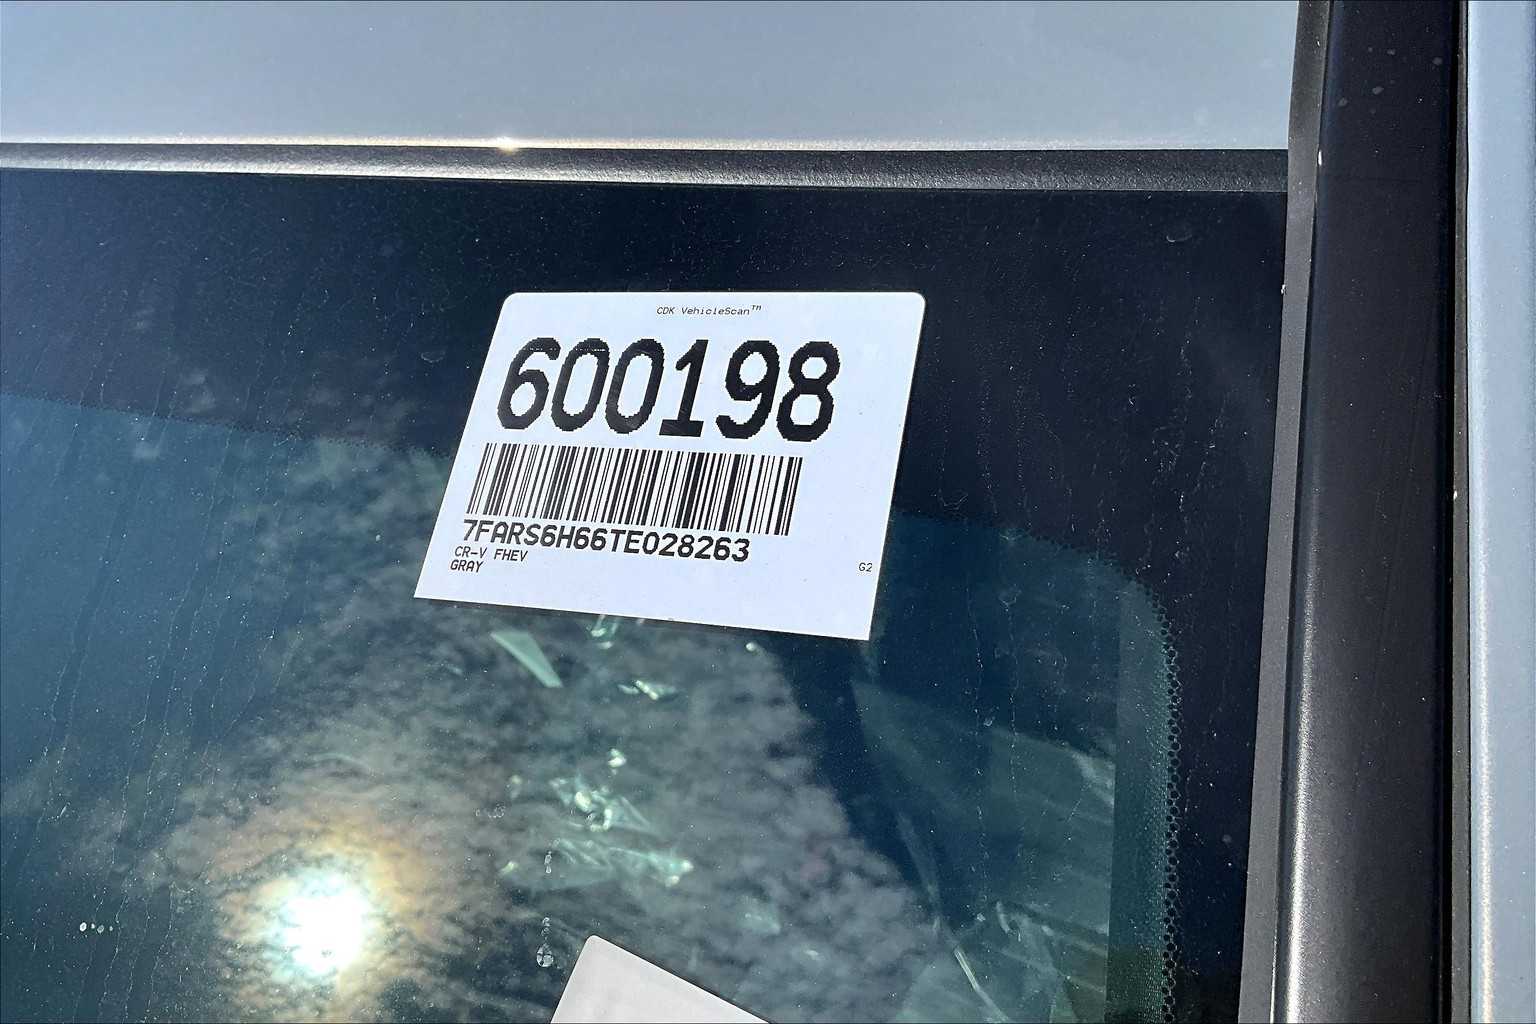 CDK VehicleScan™
600198
7FARS6H66TE028263
CR-V FHEV
GRAY
G2